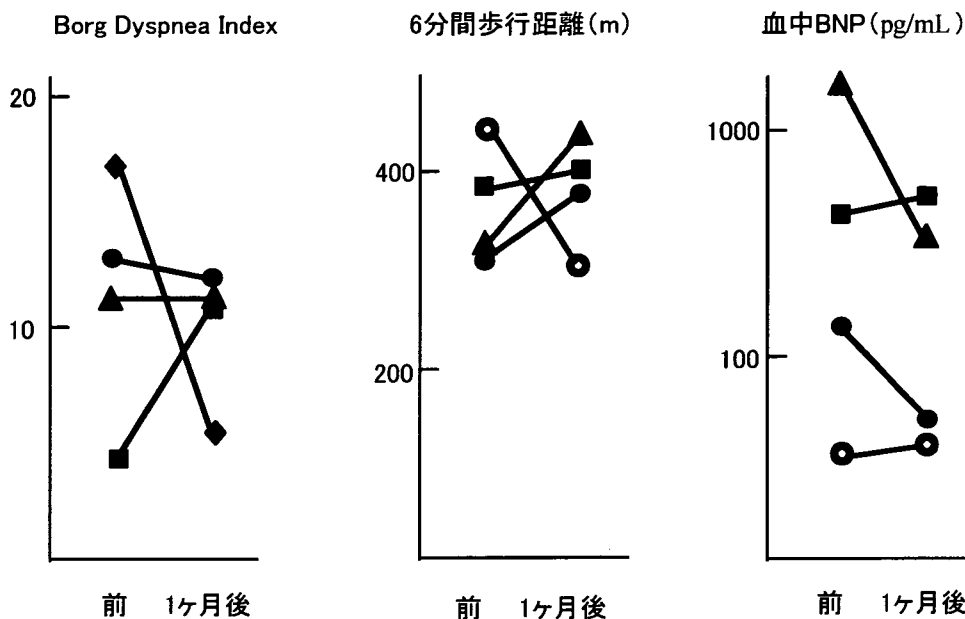 Borg Dyspnea Index
20
10
前 1ヶ月後
6分間歩行距離(m)
400
200
前 1ヶ月後
血中BNP(pg/mL)
1000
100
前 1ヶ月後